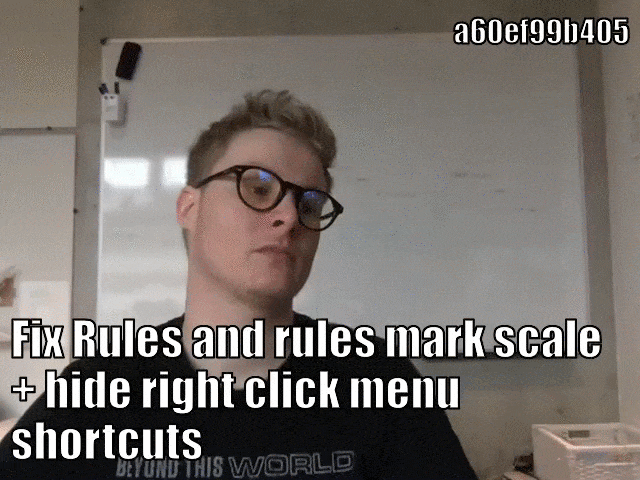 a60ef99b405
Fix Rules and rules mark scale
+ hide right click menu
shortcuts
BEYOND THIS WORLD